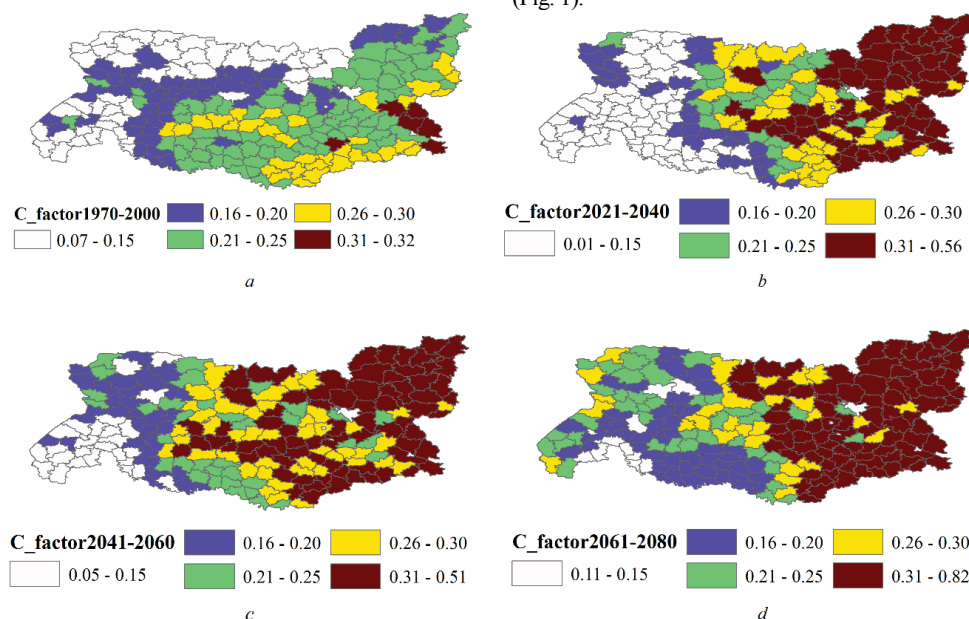 (Fig. 1).
C_factor1970-2000 0.16 - 0.20 0.26 - 0.30
0.07 - 0.15 0.21 - 0.25 0.31 - 0.32
a
C_factor2021-2040 0.16 - 0.20 0.26 - 0.30
0.01 - 0.15 0.21 - 0.25 0.31 - 0.56
b
C_factor2041-2060 0.16 - 0.20 0.26 - 0.30
0.05 - 0.15 0.21 - 0.25 0.31 - 0.51
c
C_factor2061-2080 0.16 - 0.20 0.26 - 0.30
0.11 - 0.15 0.21 - 0.25 0.31 - 0.82
d